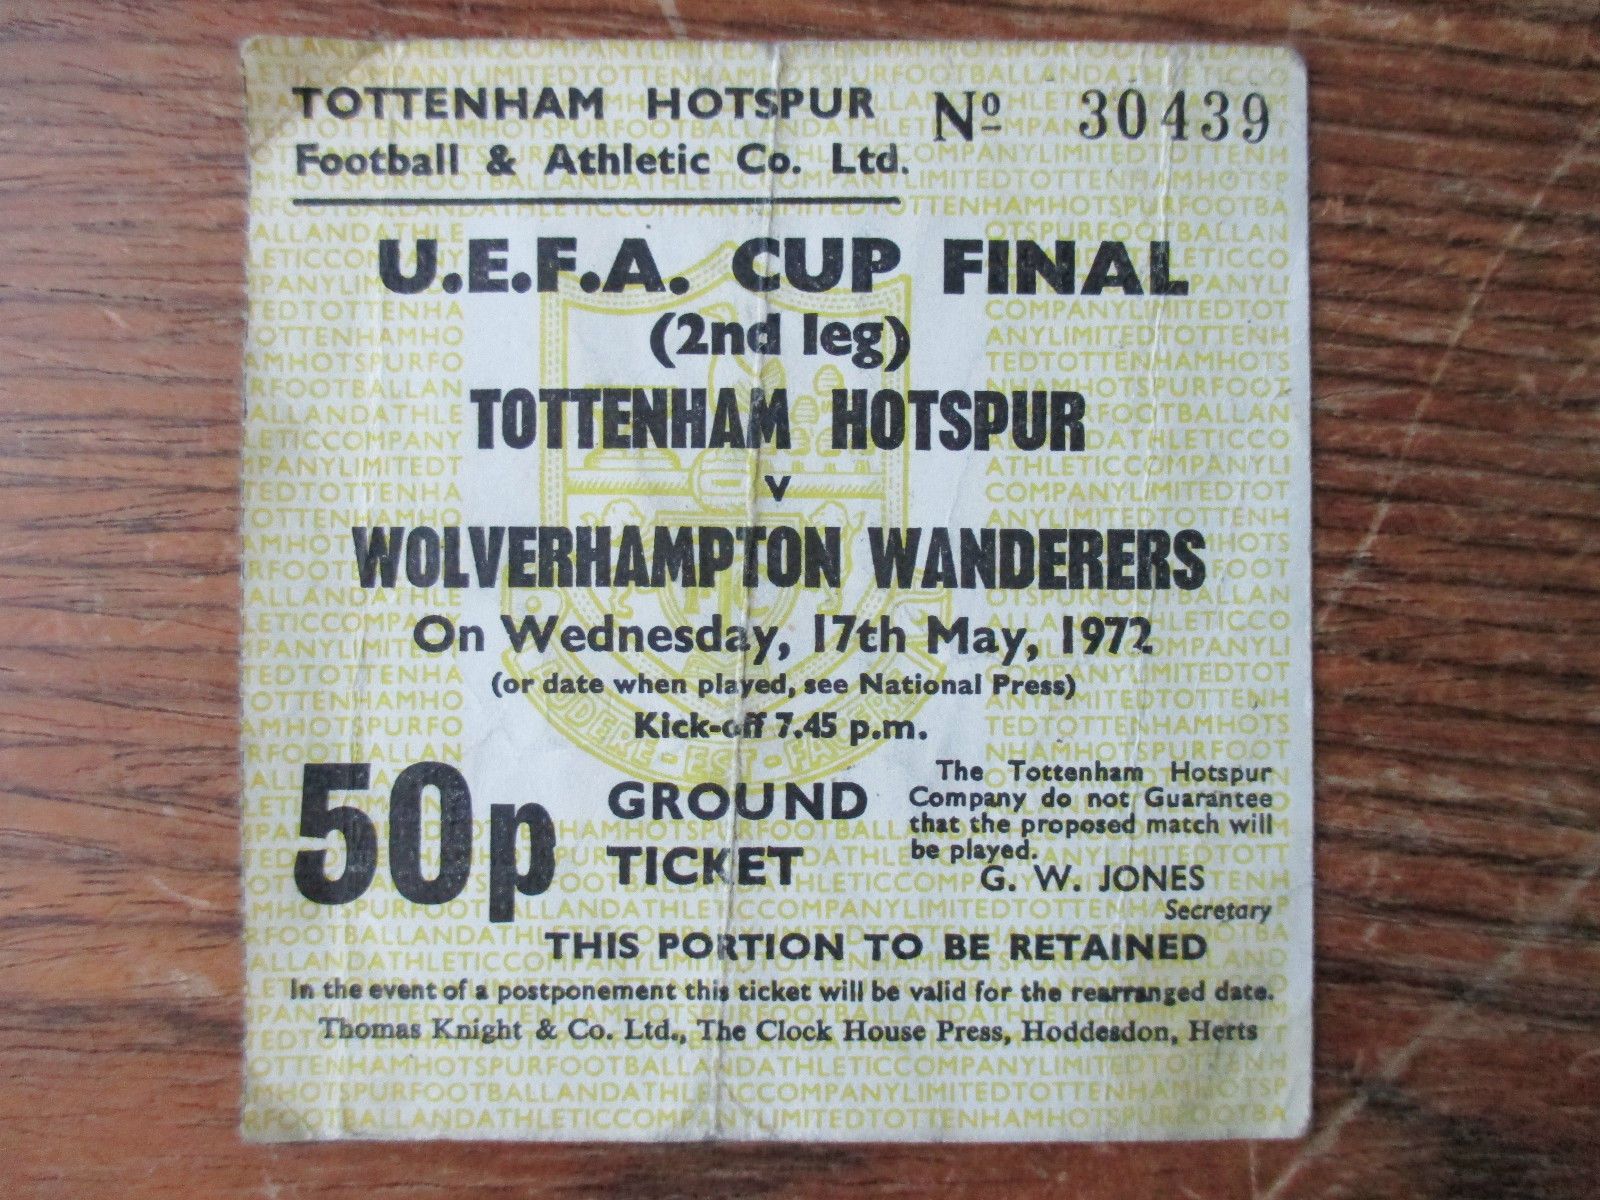 TOTTENHAM HOTSPUR
Football & Athletic Co. Ltd.
Nº 30439
U.E.F.A. CUP FINAL
(2nd leg)
TOTTENHAM HOTSPUR
v
WOLVERHAMPTON WANDERERS
On Wednesday, 17th May, 1972
(or date when played, see National Press)
Kick-off 7.45 p.m.
AUDERE - EST - FACERE
50p
GROUND
TICKET
The Tottenham Hotspur
Company do not Guarantee
that the proposed match will
be played.
G. W. JONES
Secretary
THIS PORTION TO BE RETAINED
In the event of a postponement this ticket will be valid for the rearranged date.
Thomas Knight & Co. Ltd., The Clock House Press, Hoddesdon, Herts